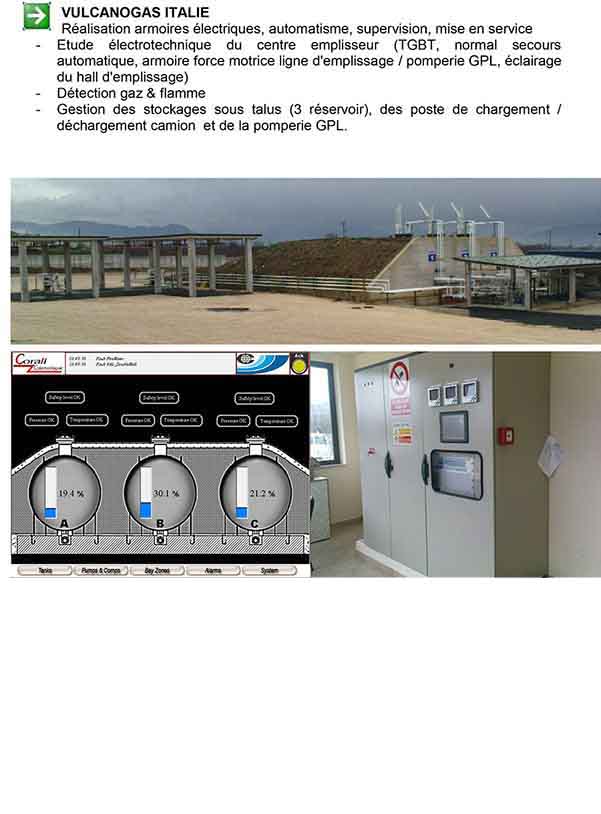 VULCANOGAS ITALIE
Réalisation armoires électriques, automatisme, supervision, mise en service
- Etude électrotechnique du centre emplisseur (TGBT, normal secours
automatique, armoire force motrice ligne d'emplissage / pomperie GPL, éclairage
du hall d'emplissage)
- Détection gaz & flamme
- Gestion des stockages sous talus (3 réservoir), des poste de chargement /
déchargement camion et de la pomperie GPL.
Corali
Ack
Safety level OK Safety level OK Safety level OK
Pressure OK Temperature OK Pressure OK Temperature OK Pressure OK Temperature OK
19.4 % 30.1 % 21.2 %
A B C
Tanks Pumps & Comps Bay Zones Alarms System